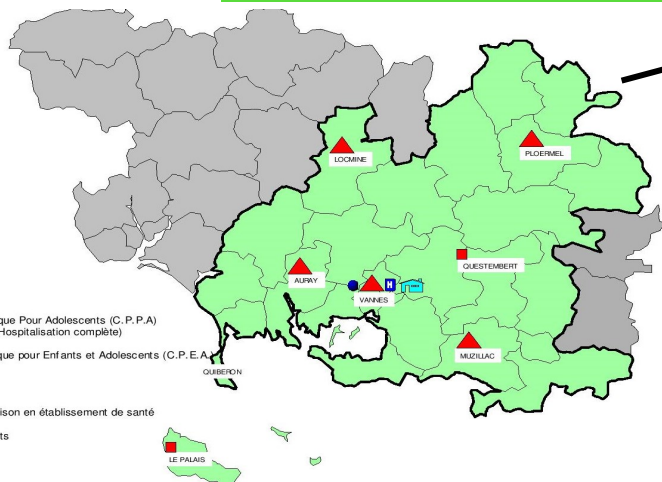 LOCMINE
PLOERMEL
QUESTEMBERT
AURAY
H
VANNES
que Pour Adolescents (C.P.P.A)
Hospitalisation complète)
MUZILLAC
que pour Enfants et Adolescents (C.P.E.A.
QUIBERON
ison en établissement de santé
ts
LE PALAIS